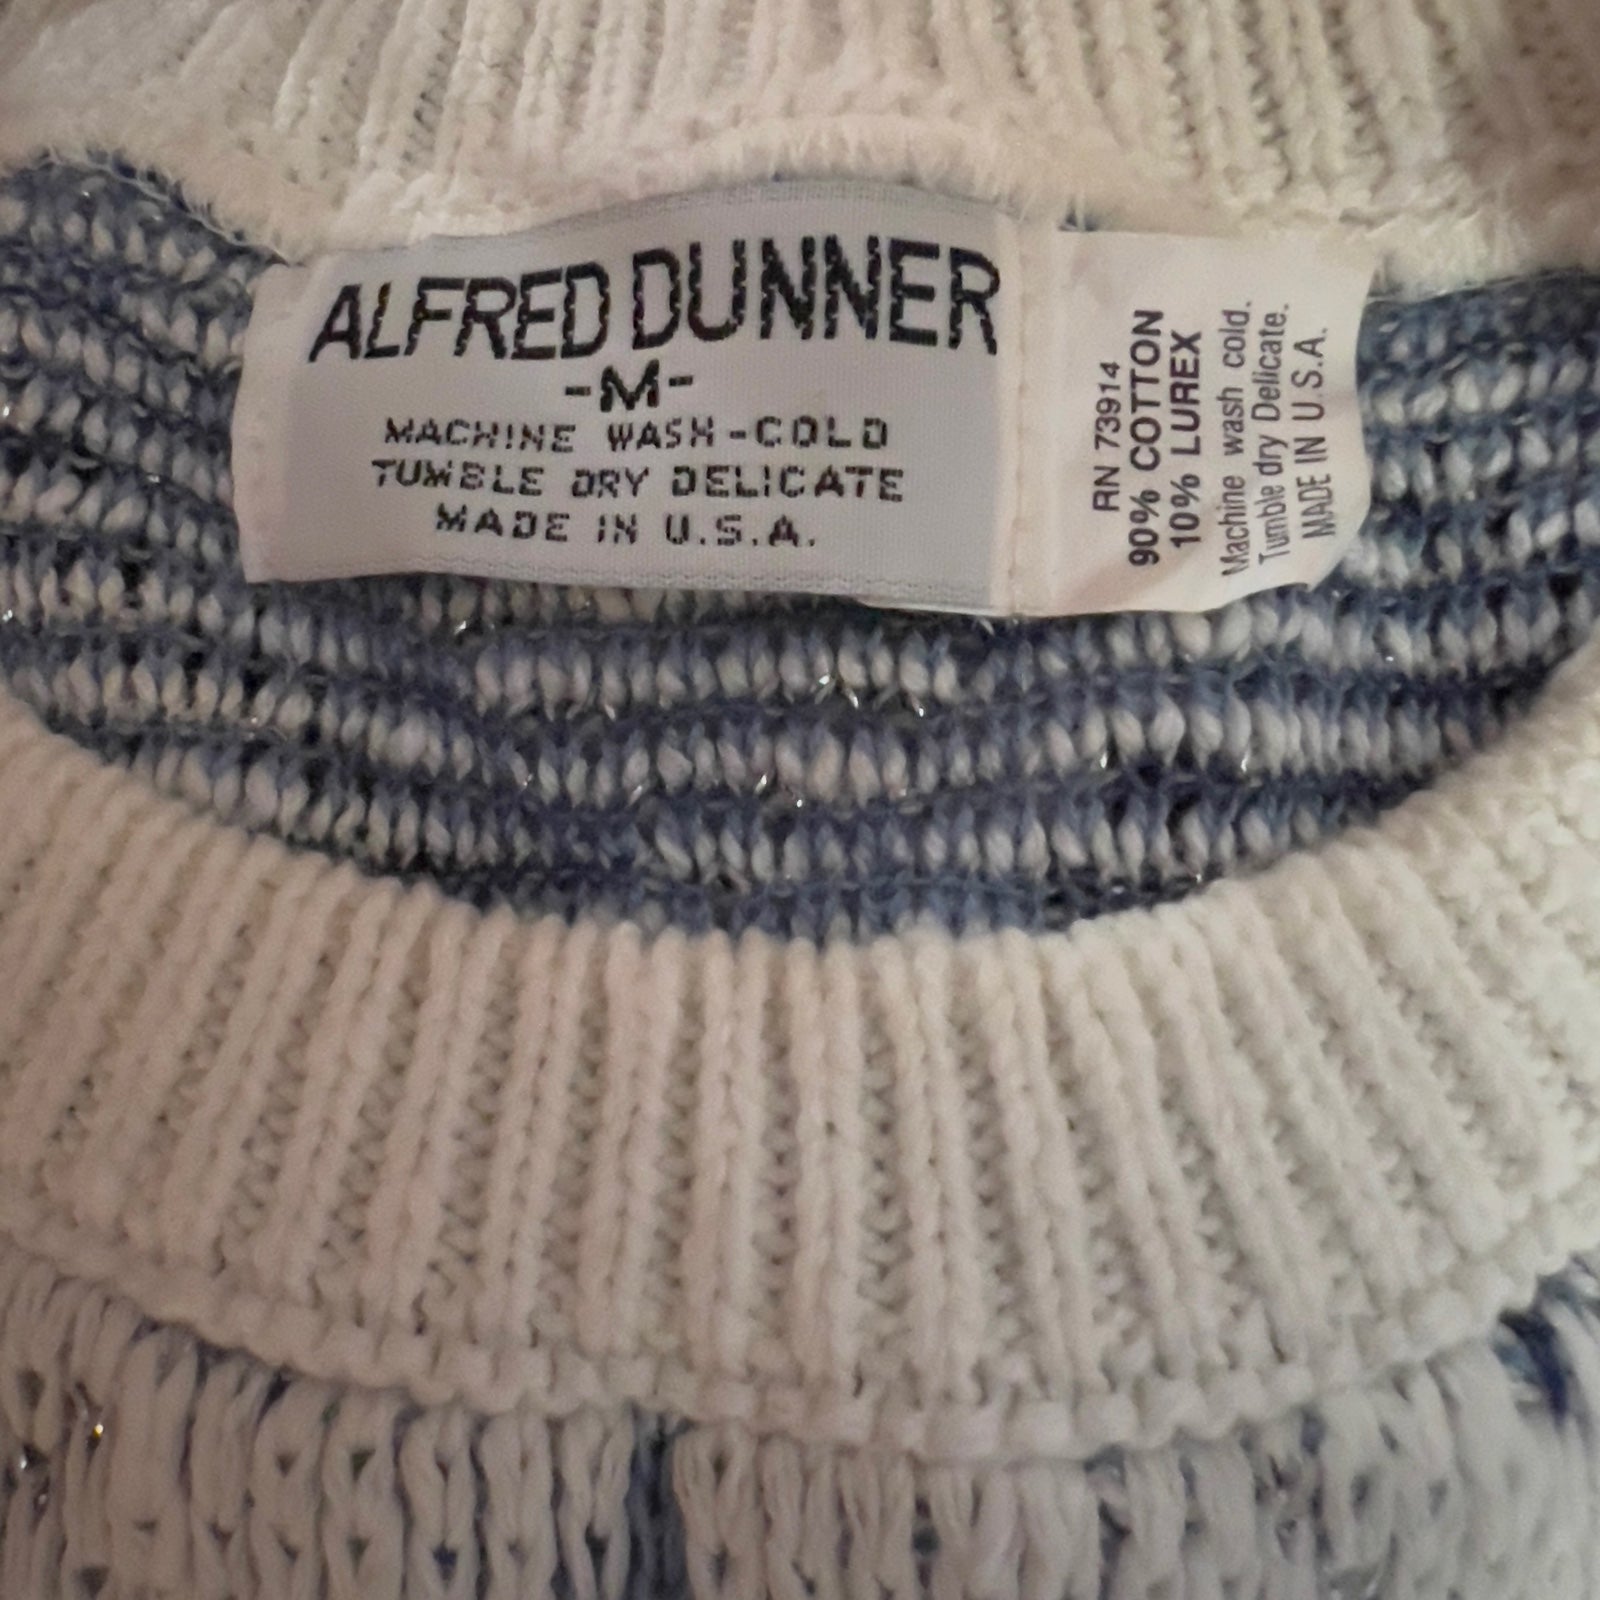 ALFRED DUNNER
-M-
MACHINE WASH-COLD
TUMBLE DRY DELICATE
MADE IN U.S.A.
RN 73914
90% COTTON
10% LUREX
Machine wash cold.
Tumble dry Delicate.
MADE IN U.S.A.